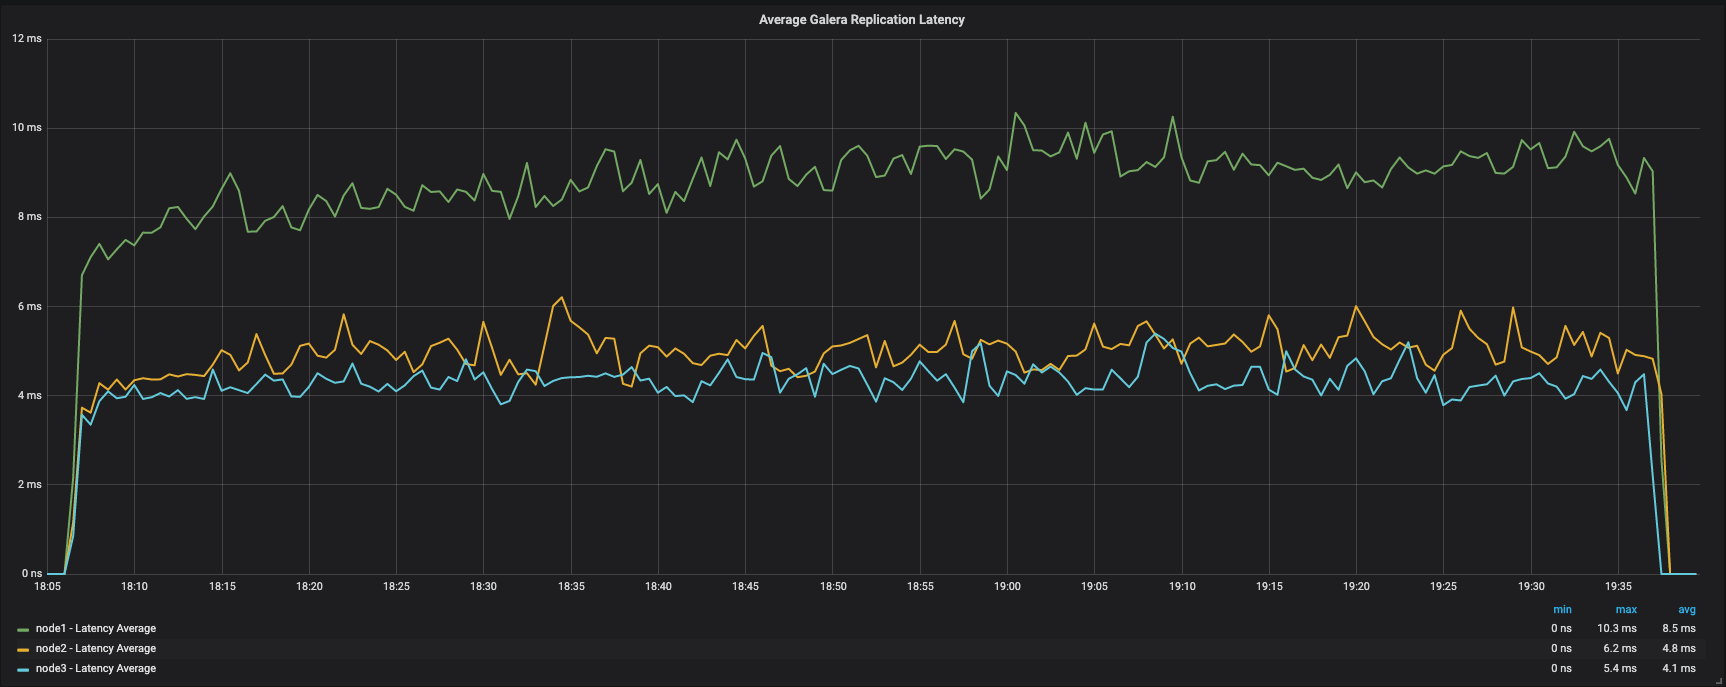 Average Galera Replication Latency
12 ms
10 ms
8 ms
6 ms
4 ms
2 ms
0 ns
18:05 18:10 18:15 18:20 18:25 18:30 18:35 18:40 18:45 18:50 18:55 19:00 19:05 19:10 19:15 19:20 19:25 19:30 19:35
min max avg
node1 - Latency Average 0 ns 10.3 ms 8.5 ms
node2 - Latency Average 0 ns 6.2 ms 4.8 ms
node3 - Latency Average 0 ns 5.4 ms 4.1 ms